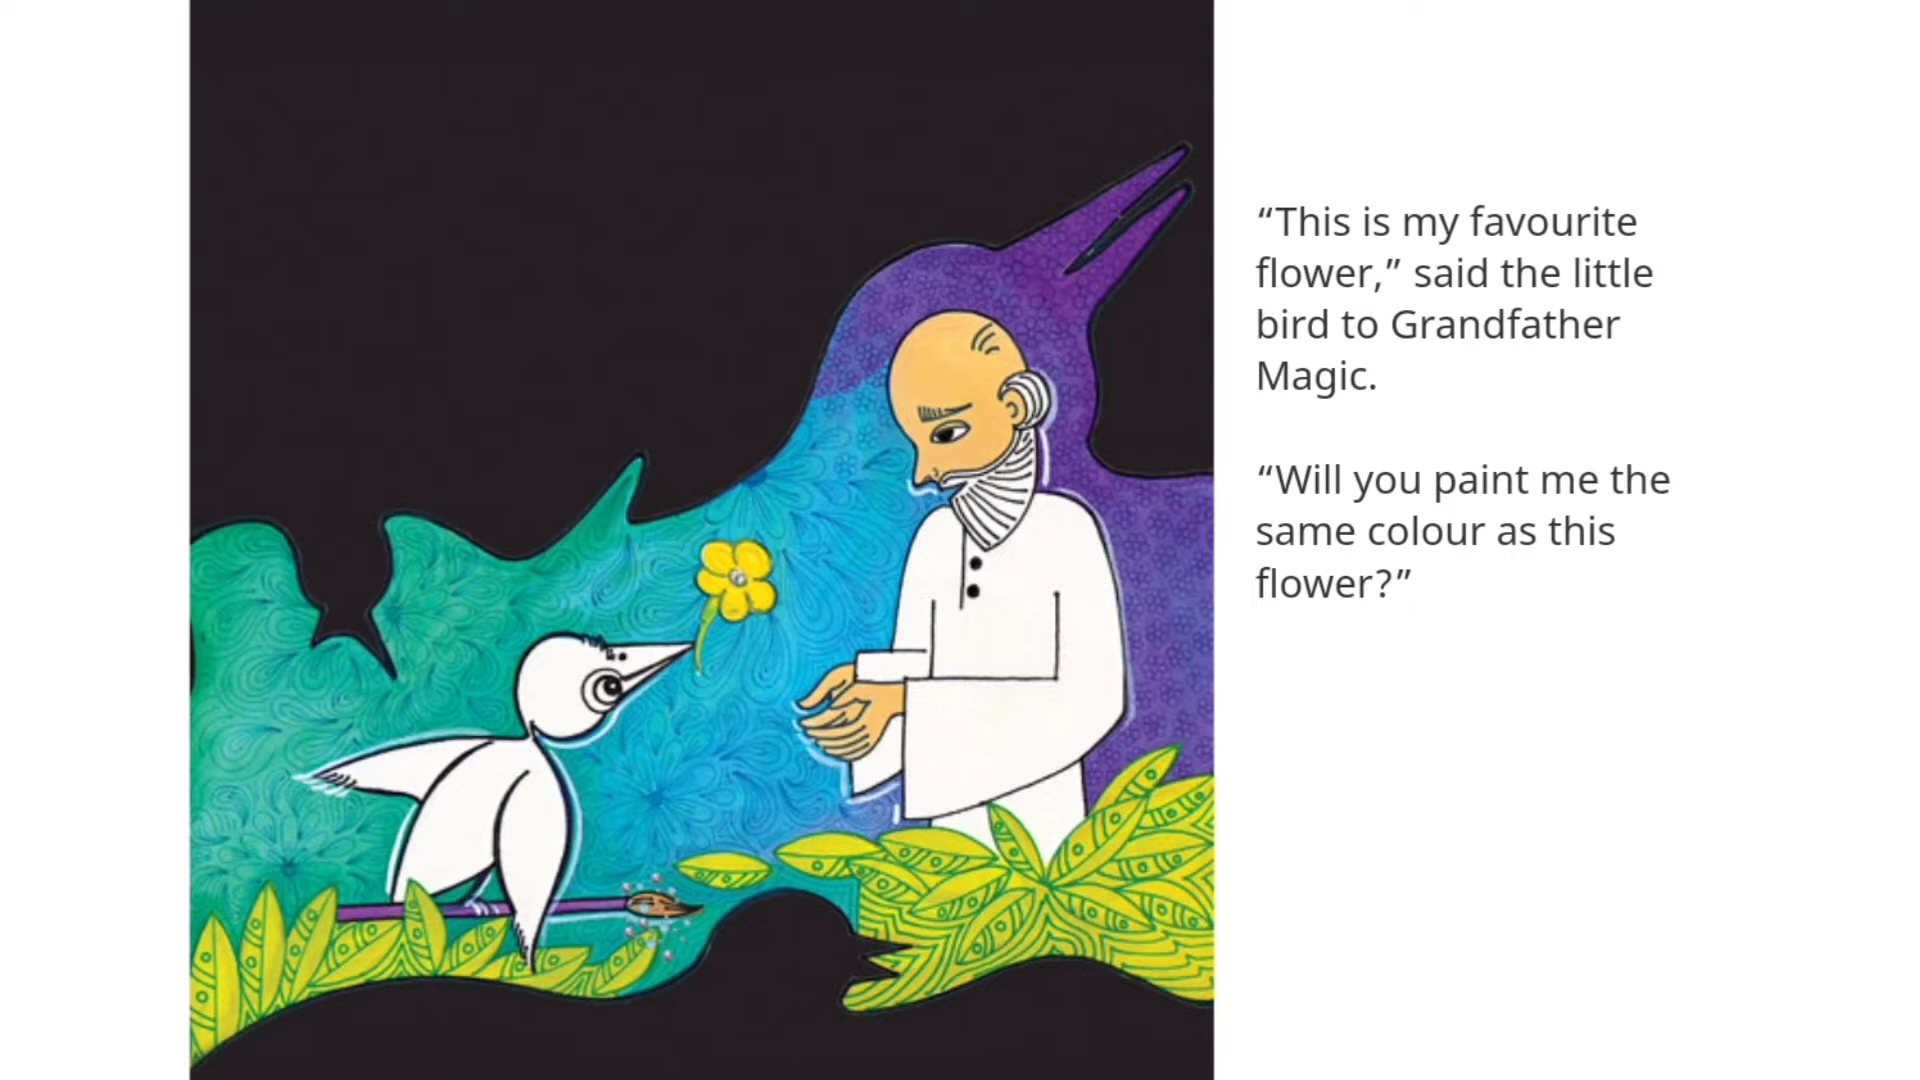 “This is my favourite
flower,” said the little
bird to Grandfather
Magic.
“Will you paint me the
same colour as this
flower?”